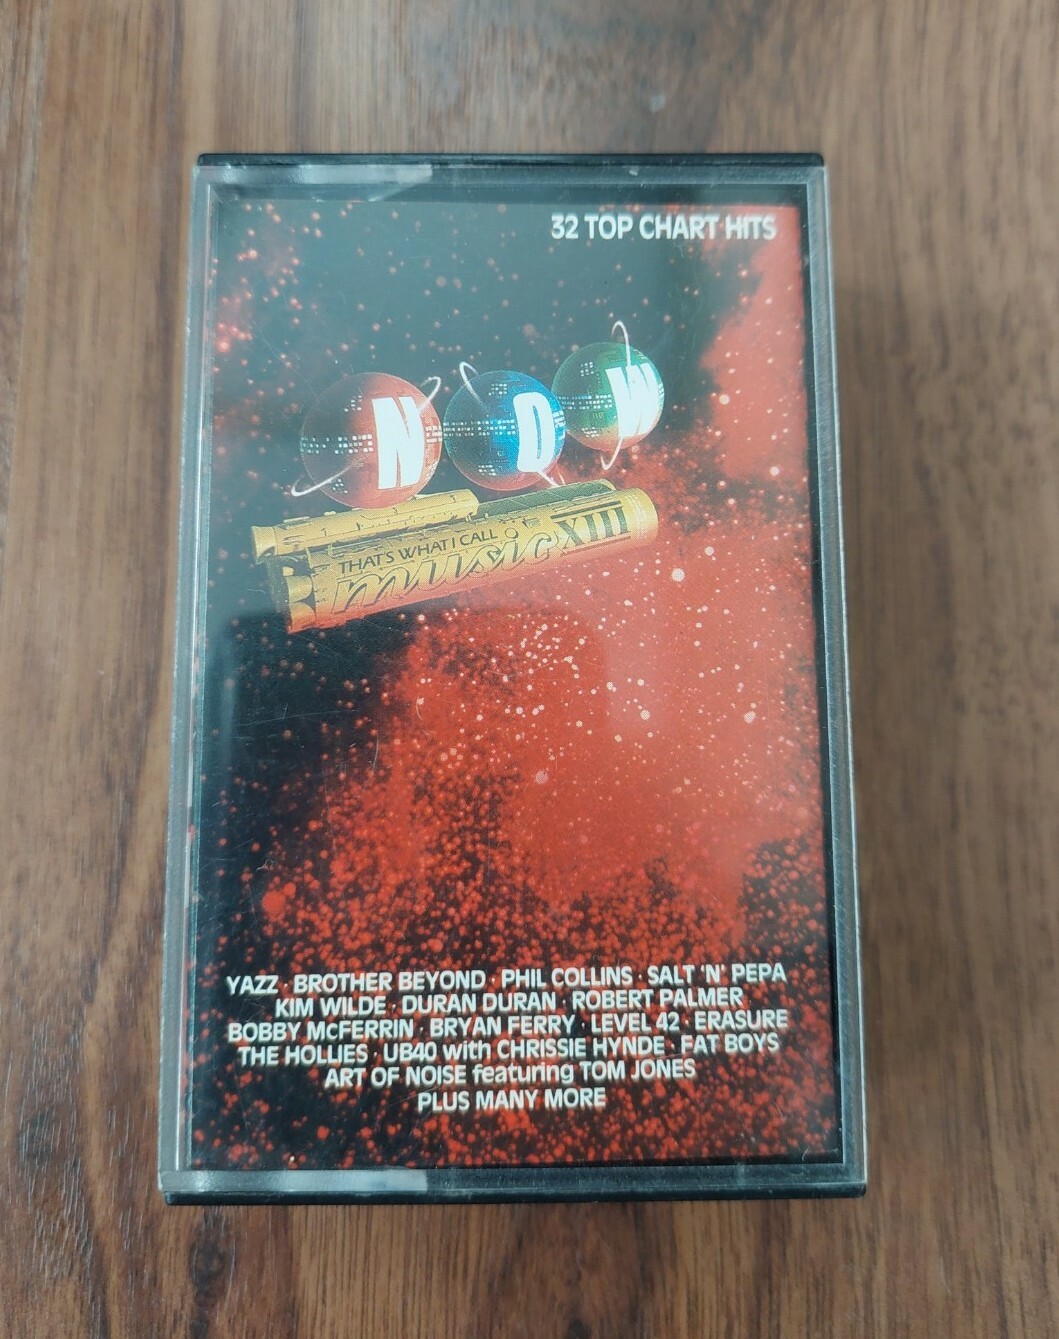 32 TOP CHART HITS
NOW
THAT'S WHAT I CALL
music XIII
YAZZ · BROTHER BEYOND · PHIL COLLINS · SALT 'N' PEPA
KIM WILDE · DURAN DURAN · ROBERT PALMER
BOBBY McFERRIN · BRYAN FERRY · LEVEL 42 · ERASURE
THE HOLLIES · UB40 with CHRISSIE HYNDE · FAT BOYS
ART OF NOISE featuring TOM JONES
PLUS MANY MORE